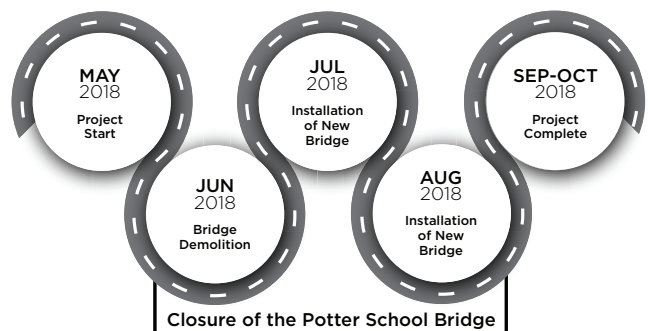 MAY
2018
Project
Start
JUN
2018
Bridge
Demolition
JUL
2018
Installation
of New
Bridge
AUG
2018
Installation
of New
Bridge
SEP-OCT
2018
Project
Complete
Closure of the Potter School Bridge